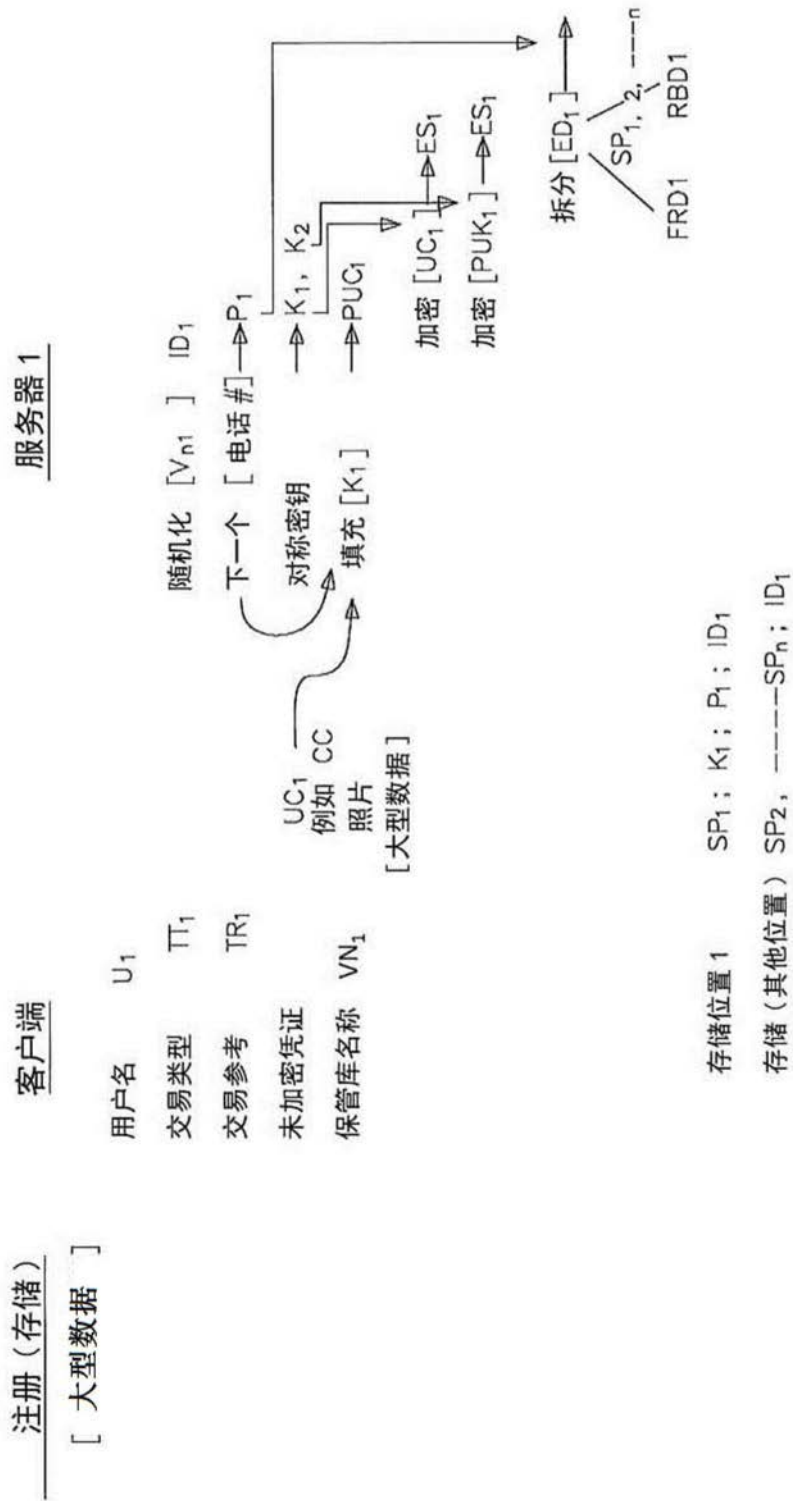 注册（存储）
[ 大型数据 ]
客户端
用户名 U₁
交易类型 TT₁
交易参考 TR₁
未加密凭证
保管库名称 VN₁
UC₁
例如 CC
照片
[大型数据]
服务器 1
随机化 [Vₙ₁ ] ID₁
下一个 [电话 #] P₁
对称密钥 K₁, K₂
填充 [K₁] PUC₁
加密 [UC₁] ES₁
加密 [PUK₁] ES₁
拆分 [ED₁]
SP₁, 2, ----n
FRD1 RBD1
存储位置 1 SP₁; K₁; P₁; ID₁
存储（其他位置） SP₂, ----SPₙ; ID₁